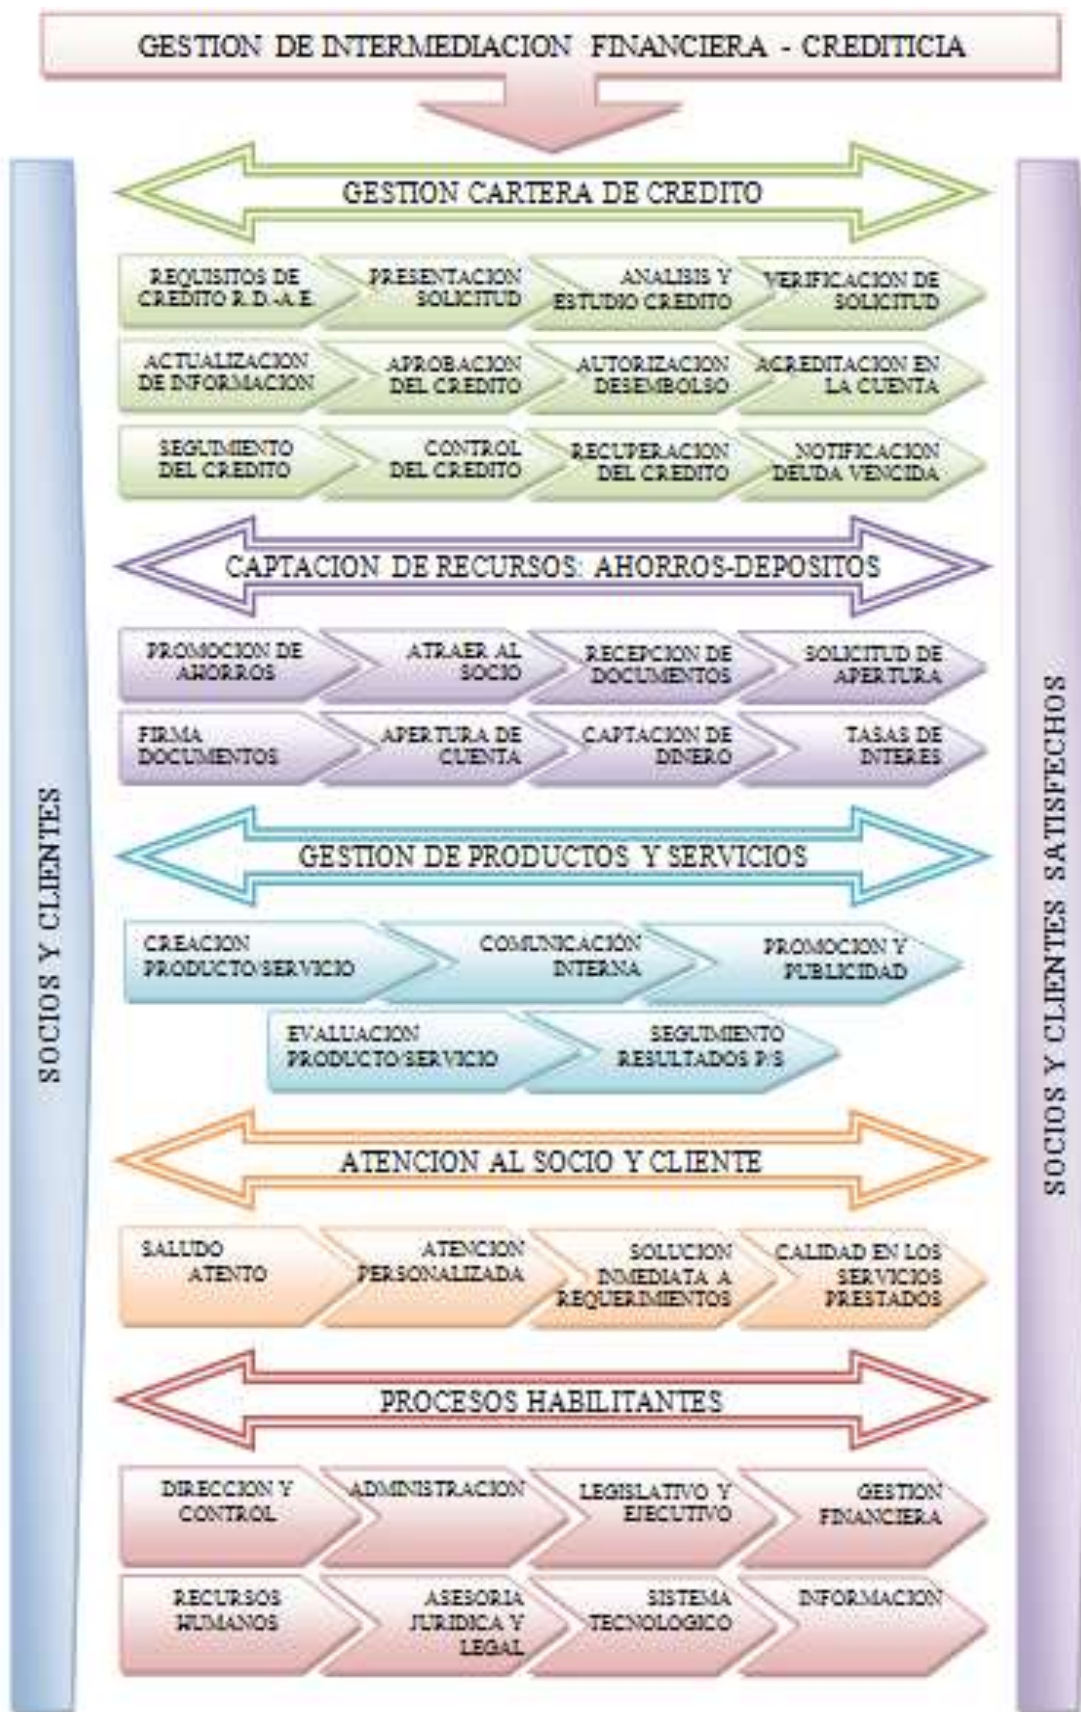 GESTION DE INTERMEDIACION FINANCIERA - CREDITICIA
SOCIOS Y CLIENTES
GESTION CARTERA DE CREDITO
REQUISITOS DE
CREDITO R.D.-A.E.
PRESENTACION
SOLICITUD
ANALISIS Y
ESTUDIO CREDITO
VERIFICACION DE
SOLICITUD
ACTUALIZACION
DE INFORMACION
APROBACION
DEL CREDITO
AUTORIZACION
DESEMBOLSO
ACREDITACION EN
LA CUENTA
SEGUIMIENTO
DEL CREDITO
CONTROL
DEL CREDITO
RECUPERACION
DEL CREDITO
NOTIFICACION
DEUDA VENCIDA
CAPTACION DE RECURSOS: AHORROS-DEPOSITOS
PROMOCION DE
AHORROS
ATRAER AL
SOCIO
RECEPCION DE
DOCUMENTOS
SOLICITUD DE
APERTURA
FIRMA
DOCUMENTOS
APERTURA DE
CUENTA
CAPTACION DE
DINERO
TASAS DE
INTERES
GESTION DE PRODUCTOS Y SERVICIOS
CREACION
PRODUCTO/SERVICIO
COMUNICACIÓN
INTERNA
PROMOCION Y
PUBLICIDAD
EVALUACION
PRODUCTO/SERVICIO
SEGUIMIENTO
RESULTADOS P/S
ATENCION AL SOCIO Y CLIENTE
SALUDO
ATENTO
ATENCION
PERSONALIZADA
SOLUCION
INMEDIATA A
REQUERIMIENTOS
CALIDAD EN LOS
SERVICIOS
PRESTADOS
PROCESOS HABILITANTES
DIRECCION Y
CONTROL
ADMINISTRACION
LEGISLATIVO Y
EJECUTIVO
GESTION
FINANCIERA
RECURSOS
HUMANOS
ASESORIA
JURIDICA Y
LEGAL
SISTEMA
TECNOLOGICO
INFORMACION
SOCIOS Y CLIENTES SATISFECHOS